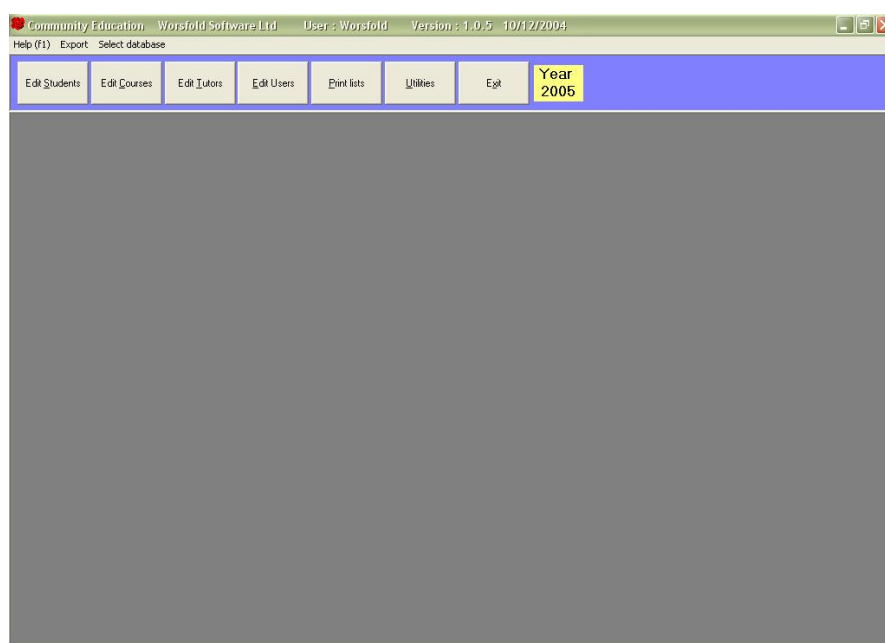 Community Education Worsfold Software Ltd User : Worsfold Version : 1.0.5 10/12/2004
Help (f1) Export Select database
Edit Students Edit Courses Edit Tutors Edit Users Print lists Utilities Exit
Year
2005